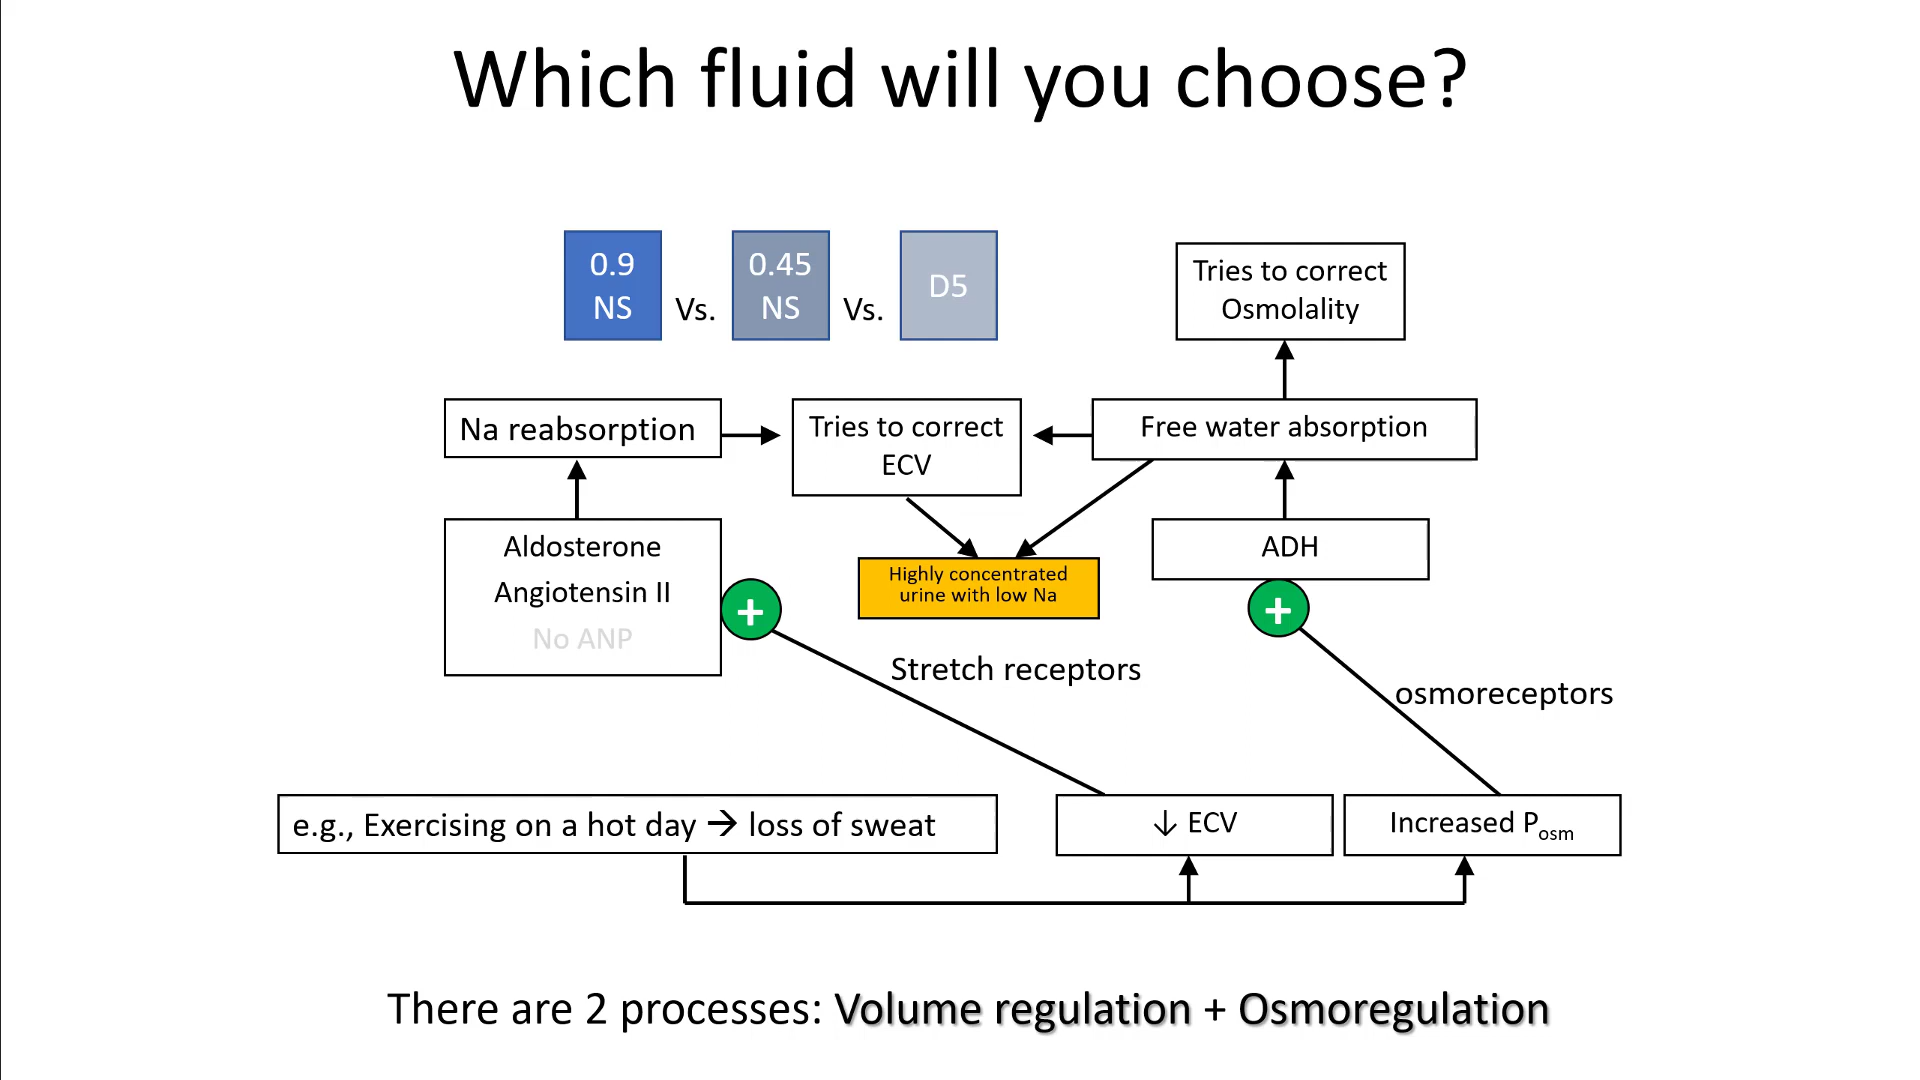 Which fluid will you choose?
0.9
NS
Vs.
0.45
NS
Vs.
D5
Tries to correct
Osmolality
Na reabsorption
Tries to correct
ECV
Free water absorption
Aldosterone
Angiotensin II
No ANP
+
Highly concentrated
urine with low Na
ADH
+
Stretch receptors
osmoreceptors
e.g., Exercising on a hot day → loss of sweat
↓ ECV
Increased Posm
There are 2 processes: Volume regulation + Osmoregulation